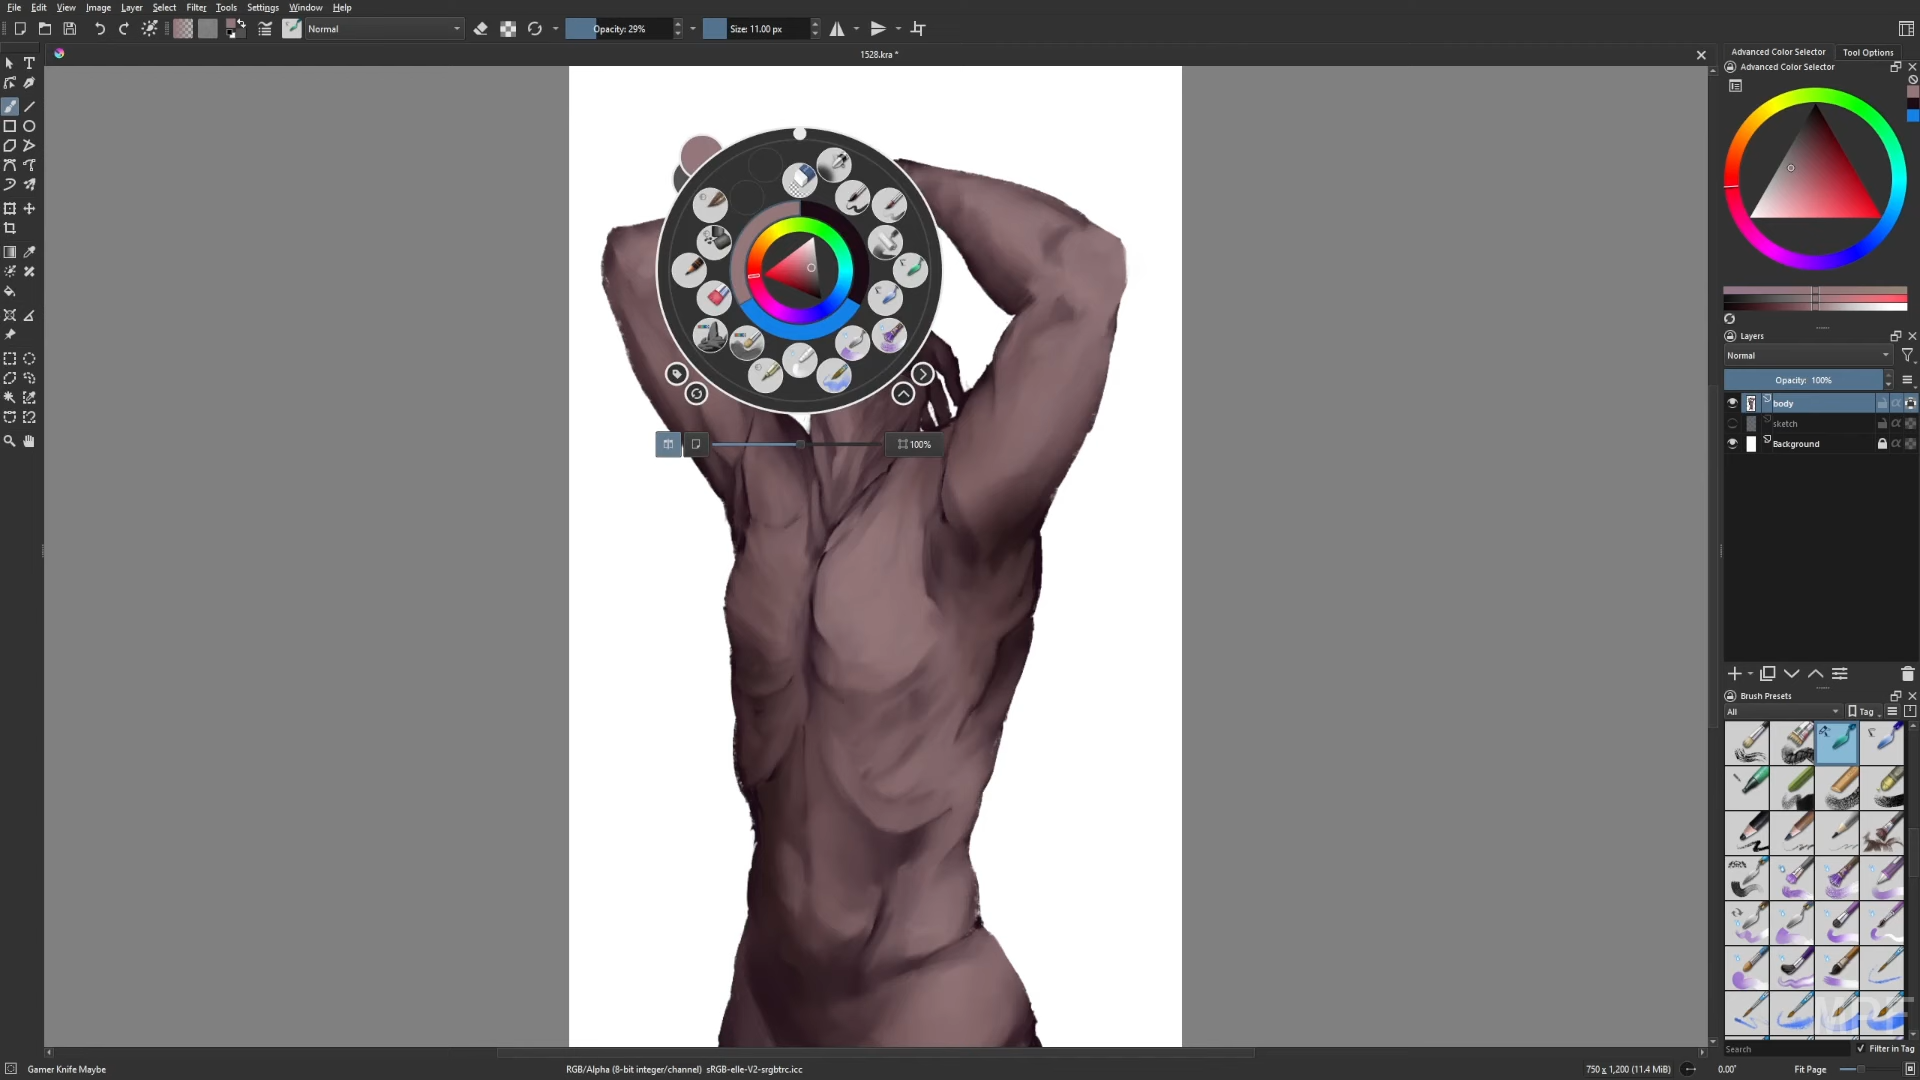 File Edit View Image Layer Select Filter Tools Settings Window Help
Normal
Opacity: 29%
Size: 11.00 px
1528.kra *
Advanced Color Selector
Tool Options
Advanced Color Selector
Layers
Normal
Opacity: 100%
body
sketch
Background
100%
Brush Presets
All
Tag
Search
Filter in Tag
Gamer Knife Maybe
RGB/Alpha (8-bit integer/channel) sRGB-elle-V2-srgbtrc.icc
750 x 1,200 (11.4 MiB)
0.00°
Fit Page